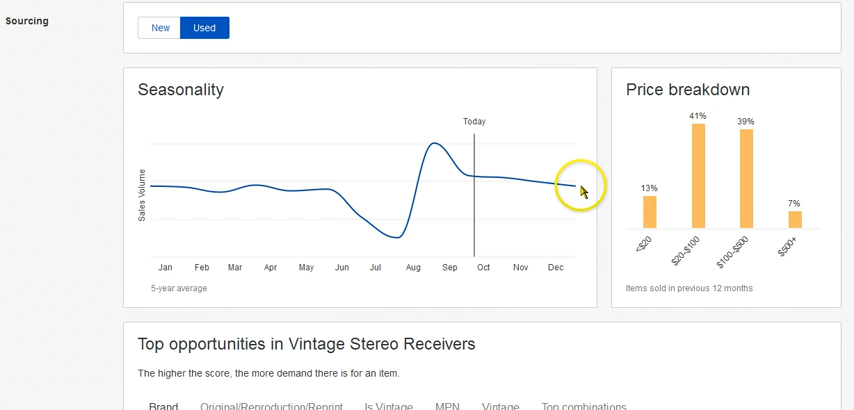 Sourcing
New Used
Seasonality
Today
Sales Volume
Jan Feb Mar Apr May Jun Jul Aug Sep Oct Nov Dec
5-year average
Price breakdown
13% 41% 39% 7%
<$20 $20-$100 $100-$500 $500+
Items sold in previous 12 months
Top opportunities in Vintage Stereo Receivers
The higher the score, the more demand there is for an item.
Brand Original/Reproduction/Reprint Is Vintage MPN Vintage Top combinations